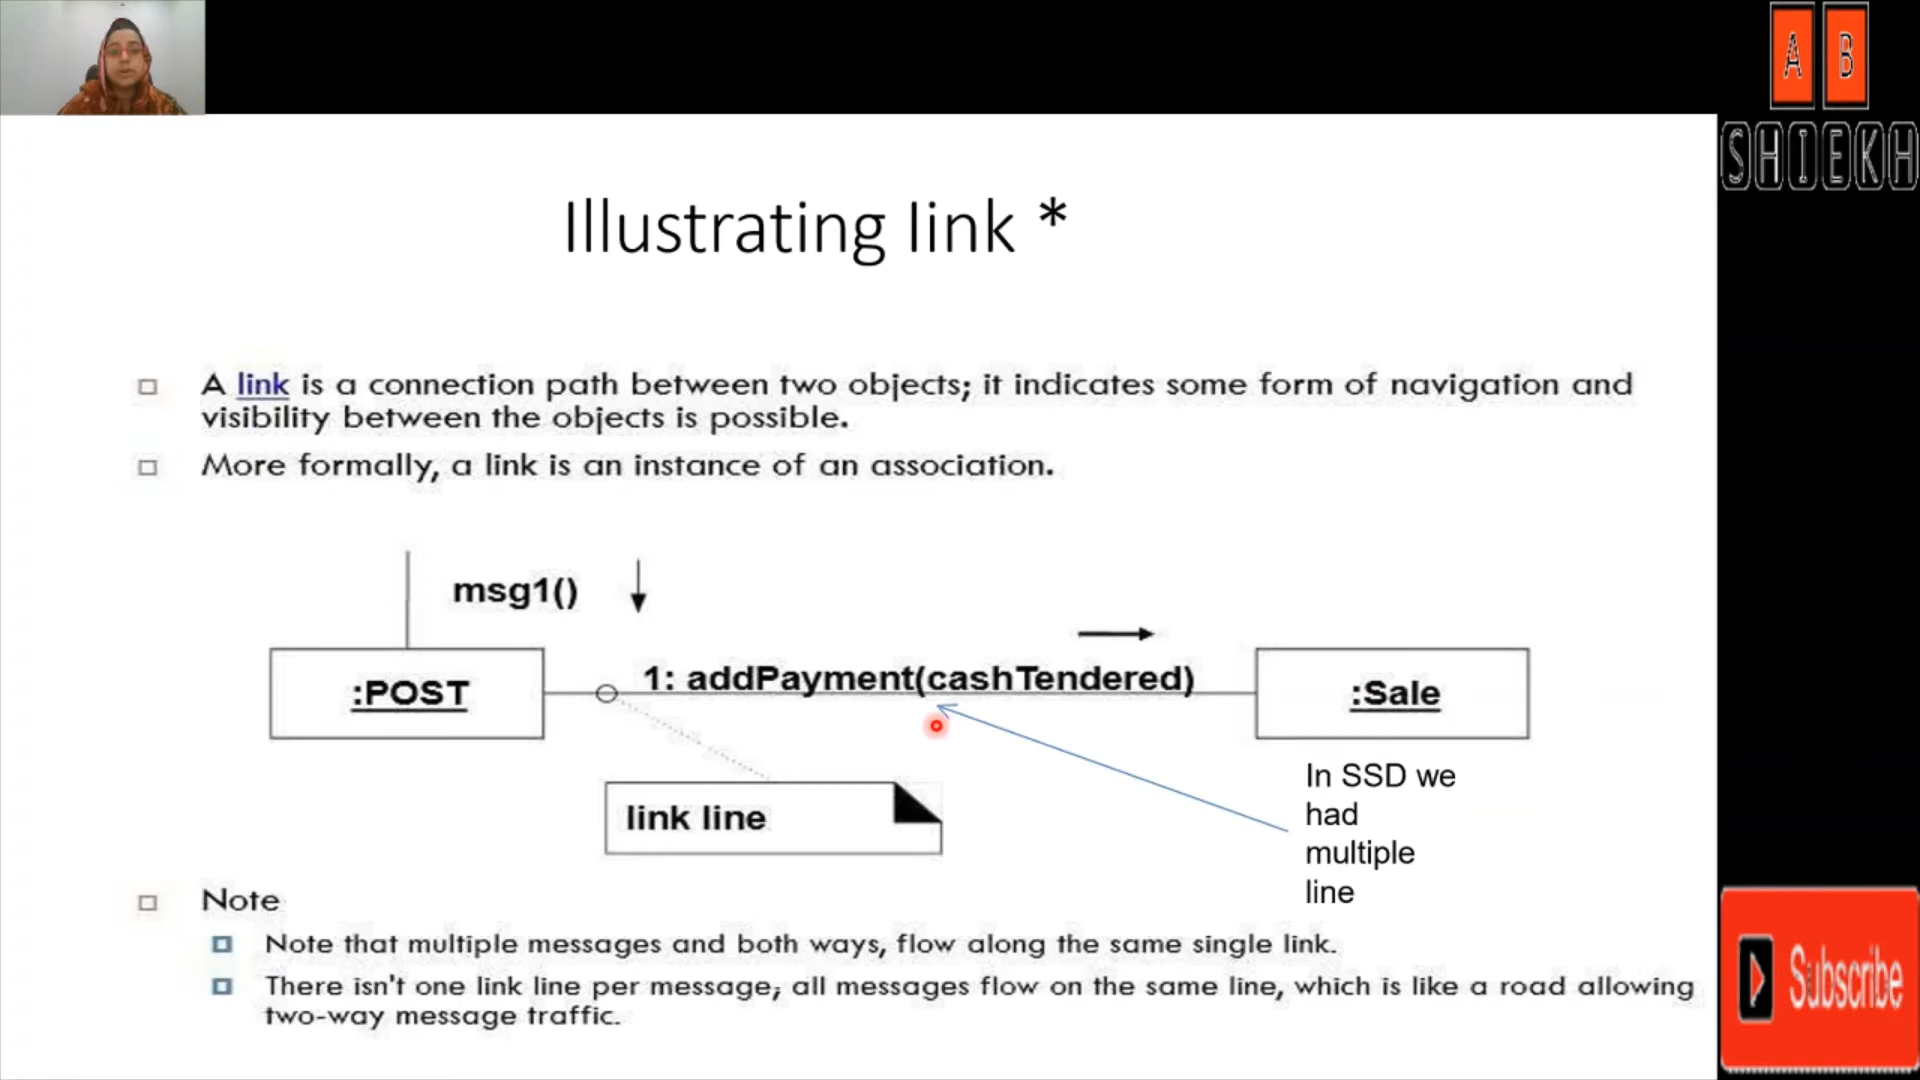 A B
SHIEKH
Illustrating link *
A link is a connection path between two objects; it indicates some form of navigation and
visibility between the objects is possible.
More formally, a link is an instance of an association.
msg1()
1: addPayment(cashTendered)
:POST
:Sale
link line
In SSD we
had
multiple
line
Note
Note that multiple messages and both ways, flow along the same single link.
There isn't one link line per message; all messages flow on the same line, which is like a road allowing
two-way message traffic.
Subscribe